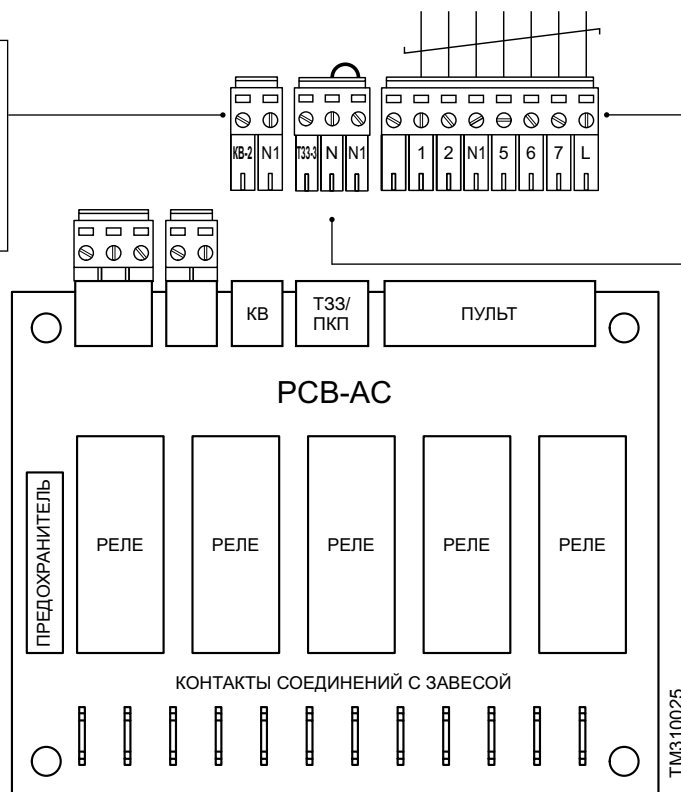 КВ-2 N1 ТЗЗ-3 N N1 1 2 N1 5 6 7 L
КВ
ТЗЗ/
ПКП
ПУЛЬТ
PCB-AC
ПРЕДОХРАНИТЕЛЬ
РЕЛЕ РЕЛЕ РЕЛЕ РЕЛЕ РЕЛЕ
КОНТАКТЫ СОЕДИНЕНИЙ С ЗАВЕСОЙ
TM310025